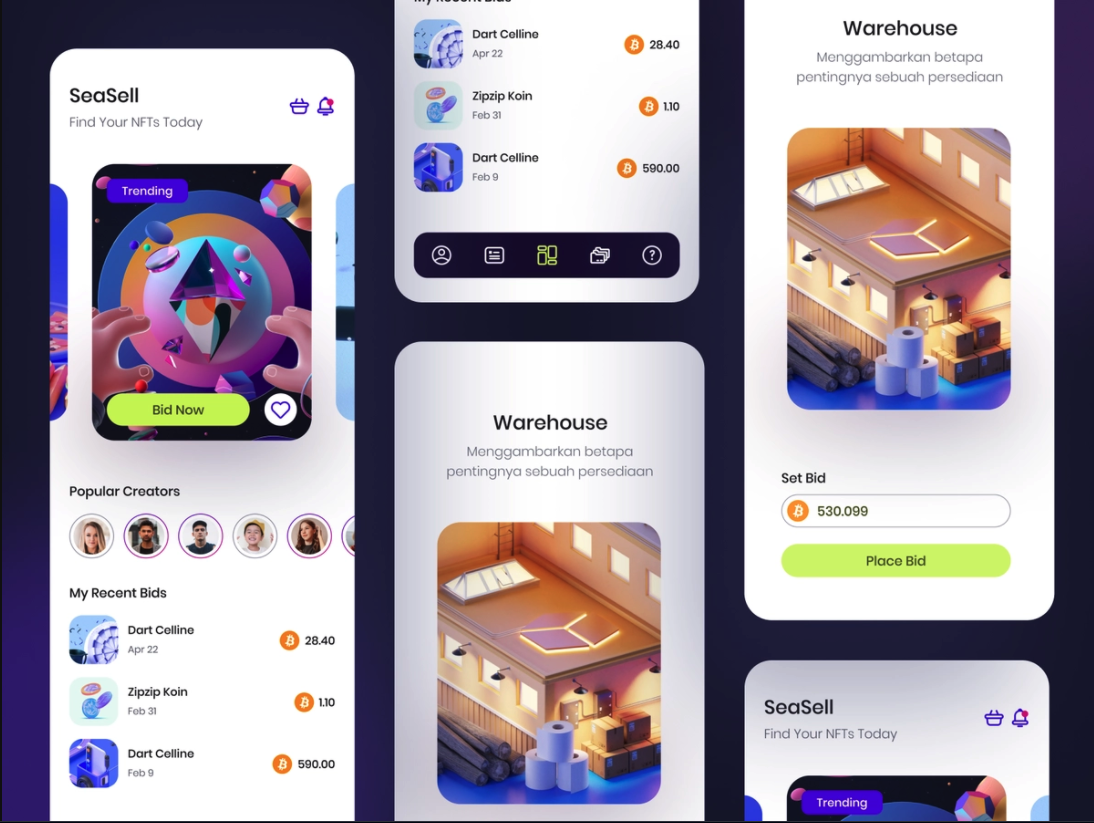 SeaSell
Find Your NFTs Today
Trending
Bid Now
Popular Creators
My Recent Bids
Dart Celline
Apr 22
28.40
Zipzip Koin
Feb 31
1.10
Dart Celline
Feb 9
590.00
My Recent Bids
Dart Celline
Apr 22
28.40
Zipzip Koin
Feb 31
1.10
Dart Celline
Feb 9
590.00
Warehouse
Menggambarkan betapa
pentingnya sebuah persediaan
Warehouse
Menggambarkan betapa
pentingnya sebuah persediaan
Set Bid
530.099
Place Bid
SeaSell
Find Your NFTs Today
Trending